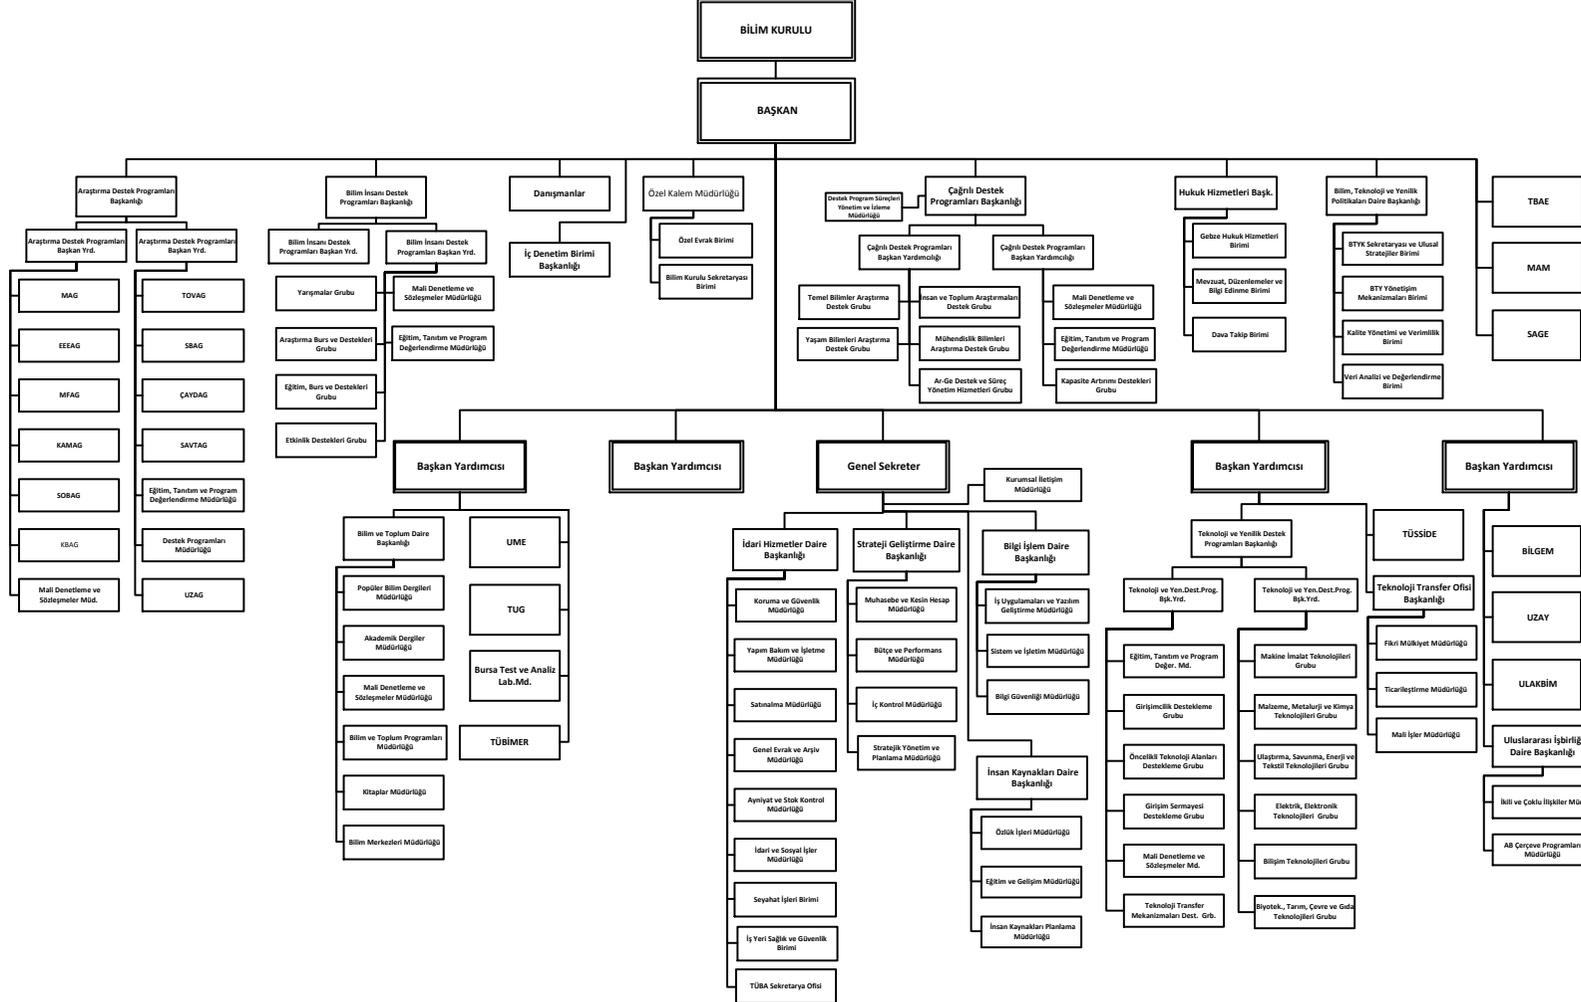 BİLİM KURULU
BAŞKAN
Araştırma Destek Programları
Başkanlığı
Araştırma Destek Programları
Başkan Yrd.
MAG
EEEAG
MFAG
KAMAG
SOBAG
KBAG
Mali Denetleme ve
Sözleşmeler Müd.
Araştırma Destek Programları
Başkan Yrd.
TOVAG
SBAG
ÇAYDAG
SAVTAG
Eğitim, Tanıtım ve Program
Değerlendirme Müdürlüğü
Destek Programları
Müdürlüğü
UZAG
Bilim İnsanı Destek
Programları Başkanlığı
Bilim İnsanı Destek
Programları Başkan Yrd.
Yarışmalar Grubu
Araştırma Burs ve Destekleri
Grubu
Eğitim, Burs ve Destekleri
Grubu
Etkinlik Destekleri Grubu
Bilim İnsanı Destek
Programları Başkan Yrd.
Mali Denetleme ve
Sözleşmeler Müdürlüğü
Eğitim, Tanıtım ve Program
Değerlendirme Müdürlüğü
Danışmanlar
İç Denetim Birimi
Başkanlığı
Özel Kalem Müdürlüğü
Özel Evrak Birimi
Bilim Kurulu Sekretaryası
Birimi
Destek Program Süreçleri
Yönetim ve İzleme
Müdürlüğü
Çağrılı Destek
Programları Başkanlığı
Çağrılı Destek Programları
Başkan Yardımcılığı
Temel Bilimler Araştırma
Destek Grubu
İnsan ve Toplum Araştırmaları
Destek Grubu
Yaşam Bilimleri Araştırma
Destek Grubu
Mühendislik Bilimleri
Araştırma Destek Grubu
Ar-Ge Destek ve Süreç
Yönetim Hizmetleri Grubu
Çağrılı Destek Programları
Başkan Yardımcılığı
Mali Denetleme ve
Sözleşmeler Müdürlüğü
Eğitim, Tanıtım ve Program
Değerlendirme Müdürlüğü
Kapasite Artırımı Destekleri
Grubu
Hukuk Hizmetleri Başk.
Gebze Hukuk Hizmetleri
Birimi
Mevzuat, Düzenlemeler ve
Bilgi Edinme Birimi
Dava Takip Birimi
Bilim, Teknoloji ve Yenilik
Politikaları Daire Başkanlığı
BTYK Sekretaryası ve Ulusal
Stratejiler Birimi
BTY Yönetişim
Mekanizmaları Birimi
Kalite Yönetimi ve Verimlilik
Birimi
Veri Analizi ve Değerlendirme
Birimi
TBAE
MAM
SAGE
Başkan Yardımcısı
Bilim ve Toplum Daire
Başkanlığı
Popüler Bilim Dergileri
Müdürlüğü
Akademik Dergiler
Müdürlüğü
Mali Denetleme ve
Sözleşmeler Müdürlüğü
Bilim ve Toplum Programları
Müdürlüğü
Kitaplar Müdürlüğü
Bilim Merkezleri Müdürlüğü
UME
TUG
Bursa Test ve Analiz
Lab.Md.
TÜBİMER
Başkan Yardımcısı
Genel Sekreter
Kurumsal İletişim
Müdürlüğü
İdari Hizmetler Daire
Başkanlığı
Koruma ve Güvenlik
Müdürlüğü
Yapım Bakım ve İşletme
Müdürlüğü
Satınalma Müdürlüğü
Genel Evrak ve Arşiv
Müdürlüğü
Ayniyat ve Stok Kontrol
Müdürlüğü
İdari ve Sosyal İşler
Müdürlüğü
Seyahat İşleri Birimi
İş Yeri Sağlık ve Güvenlik
Birimi
TÜBA Sekretarya Ofisi
Strateji Geliştirme Daire
Başkanlığı
Muhasebe ve Kesin Hesap
Müdürlüğü
Bütçe ve Performans
Müdürlüğü
İç Kontrol Müdürlüğü
Stratejik Yönetim ve
Planlama Müdürlüğü
Bilgi İşlem Daire
Başkanlığı
İş Uygulamaları ve Yazılım
Geliştirme Müdürlüğü
Sistem ve İşletim Müdürlüğü
Bilgi Güvenliği Müdürlüğü
İnsan Kaynakları Daire
Başkanlığı
Özlük İşleri Müdürlüğü
Eğitim ve Gelişim Müdürlüğü
İnsan Kaynakları Planlama
Müdürlüğü
Başkan Yardımcısı
Teknoloji ve Yenilik Destek
Programları Başkanlığı
Teknoloji ve Yen.Dest.Prog.
Bşk.Yrd.
Eğitim, Tanıtım ve Program
Değer. Md.
Girişimcilik Destekleme
Grubu
Öncelikli Teknoloji Alanları
Destekleme Grubu
Girişim Sermayesi
Destekleme Grubu
Mali Denetleme ve
Sözleşmeler Md.
Teknoloji Transfer
Mekanizmaları Dest. Grb.
Teknoloji ve Yen.Dest.Prog.
Bşk.Yrd.
Makine İmalat Teknolojileri
Grubu
Malzeme, Metalurji ve Kimya
Teknolojileri Grubu
Ulaştırma, Savunma, Enerji ve
Tekstil Teknolojileri Grubu
Elektrik, Elektronik
Teknolojileri Grubu
Bilişim Teknolojileri Grubu
Biyotek., Tarım, Çevre ve Gıda
Teknolojileri Grubu
TÜSSİDE
Teknoloji Transfer Ofisi
Başkanlığı
Fikri Mülkiyet Müdürlüğü
Ticarileştirme Müdürlüğü
Mali İşler Müdürlüğü
Başkan Yardımcısı
BİLGEM
UZAY
ULAKBİM
Uluslararası İşbirliği
Daire Başkanlığı
İkili ve Çoklu İlişkiler
AB Çerçeve Programları
Müdürlüğü